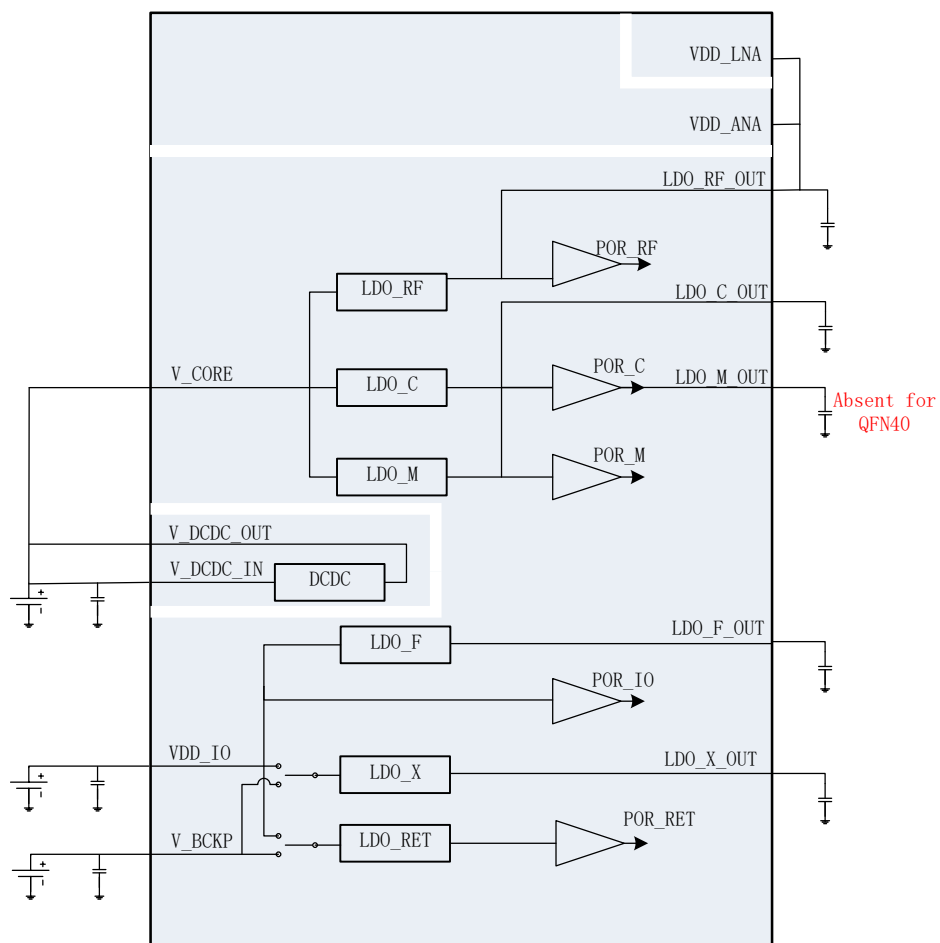 VDD_LNA
VDD_ANA
LDO_RF_OUT
POR_RF
LDO_RF
LDO_C_OUT
V_CORE
LDO_C
POR_C
LDO_M_OUT
Absent for
QFN40
LDO_M
POR_M
V_DCDC_OUT
V_DCDC_IN
DCDC
LDO_F
LDO_F_OUT
POR_IO
VDD_IO
LDO_X
LDO_X_OUT
V_BCKP
LDO_RET
POR_RET